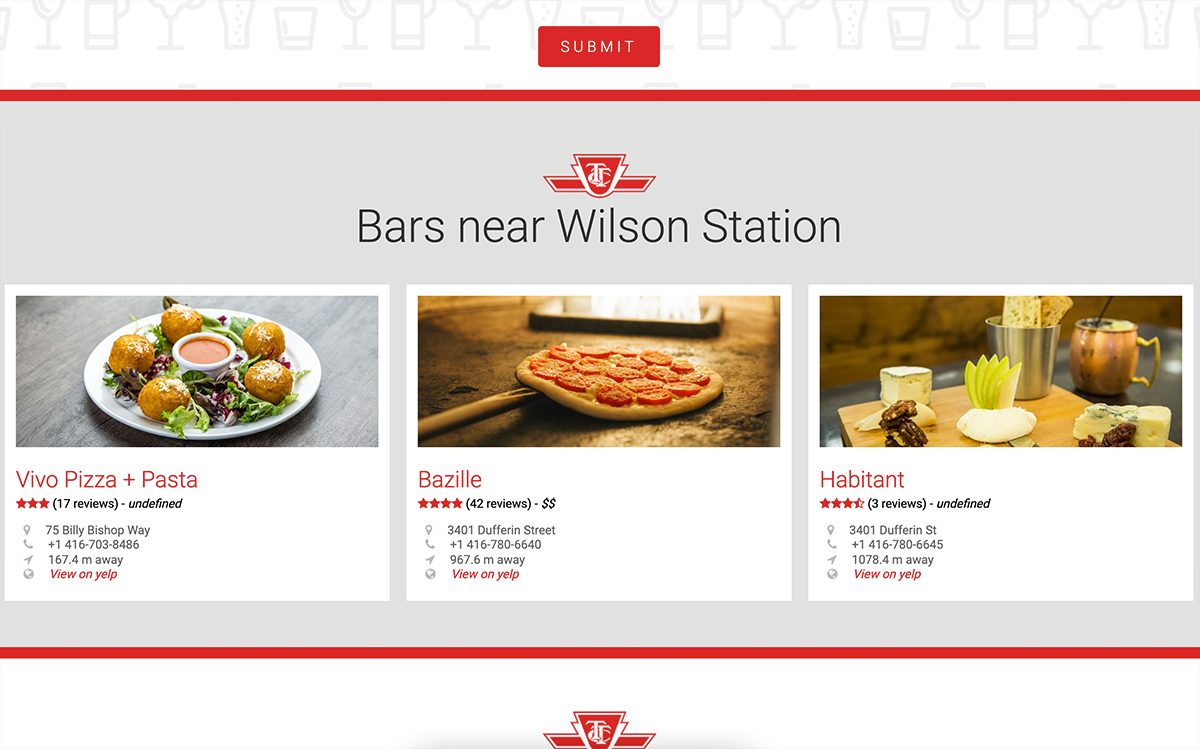 SUBMIT
TTC
Bars near Wilson Station
Vivo Pizza + Pasta
(17 reviews) - undefined
75 Billy Bishop Way
+1 416-703-8486
167.4 m away
View on yelp
Bazille
(42 reviews) - $$
3401 Dufferin Street
+1 416-780-6640
967.6 m away
View on yelp
Habitant
(3 reviews) - undefined
3401 Dufferin St
+1 416-780-6645
1078.4 m away
View on yelp
TTC